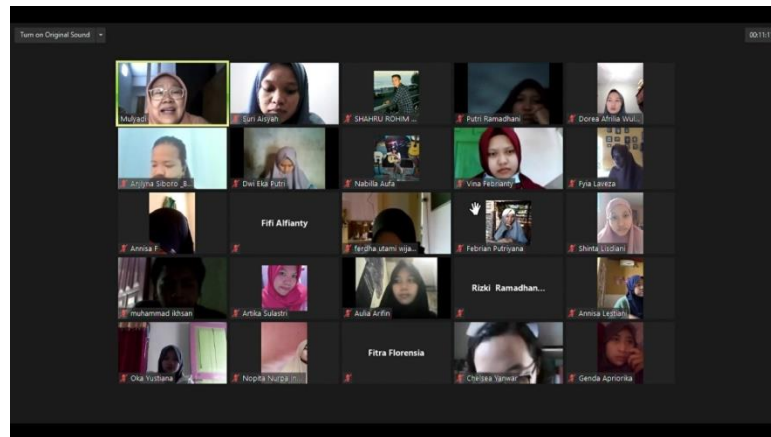 Turn on Original Sound
00:11:1
Mulyadi
Suri Aisyah
SHAHRU ROHIM ...
Putri Ramadhani
Dorea Afrilia Wul...
Siboro _B...
Dwi Eka Putri
Nabilla Aufa
Vina Febrianty
Fyia Laveza
Annisa F
Fifi Alfianty
ferdha utami wija...
Febrian Putriyana
Shinta Lisdiani
muhammad ikhsan
Artika Sulastri
Aulia Arifin
Rizki Ramadhan...
Annisa Lestiani
Oka Yustiana
Nopita
Fitra Florensia
Chelsea Yanwar
Genda Apriorika